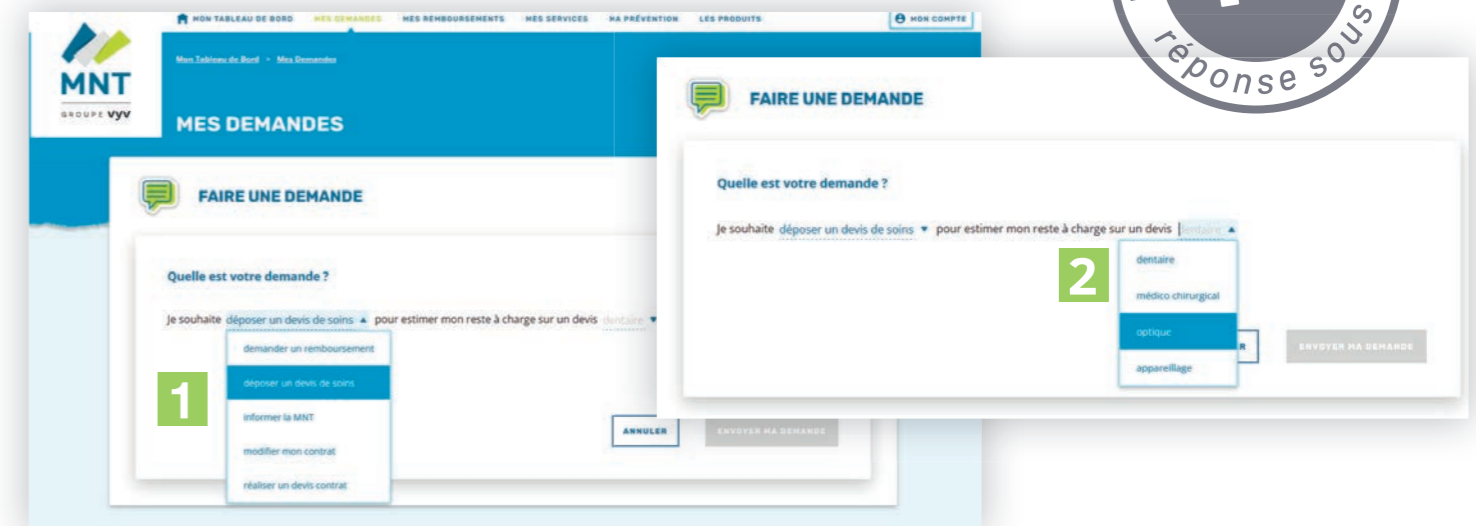 MON TABLEAU DE BORD MES DEMANDES MES REMBOURSEMENTS MES SERVICES MA PRÉVENTION LES PRODUITS MON COMPTE
MNT
GROUPE vyv
Mon Tableau de Bord > Mes Demandes
MES DEMANDES
FAIRE UNE DEMANDE
Quelle est votre demande ?
Je souhaite déposer un devis de soins pour estimer mon reste à charge sur un devis dentaire
1
demander un remboursement
déposer un devis de soins
informer la MNT
modifier mon contrat
réaliser un devis contrat
ANNULER ENVOYER MA DEMANDE
réponse sous
FAIRE UNE DEMANDE
Quelle est votre demande ?
Je souhaite déposer un devis de soins pour estimer mon reste à charge sur un devis dentaire
2
dentaire
médico chirurgical
optique
appareillage
R ENVOYER MA DEMANDE